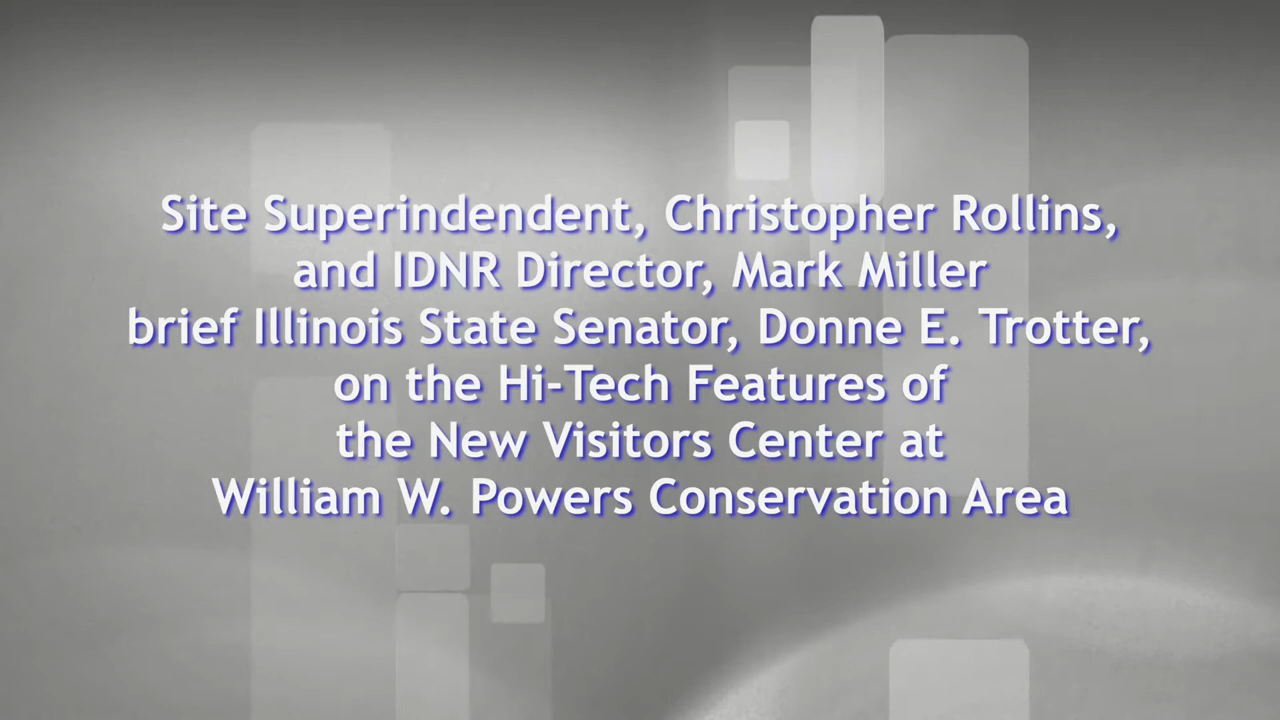 Site Superindendent, Christopher Rollins,
and IDNR Director, Mark Miller
brief Illinois State Senator, Donne E. Trotter,
on the Hi-Tech Features of
the New Visitors Center at
William W. Powers Conservation Area